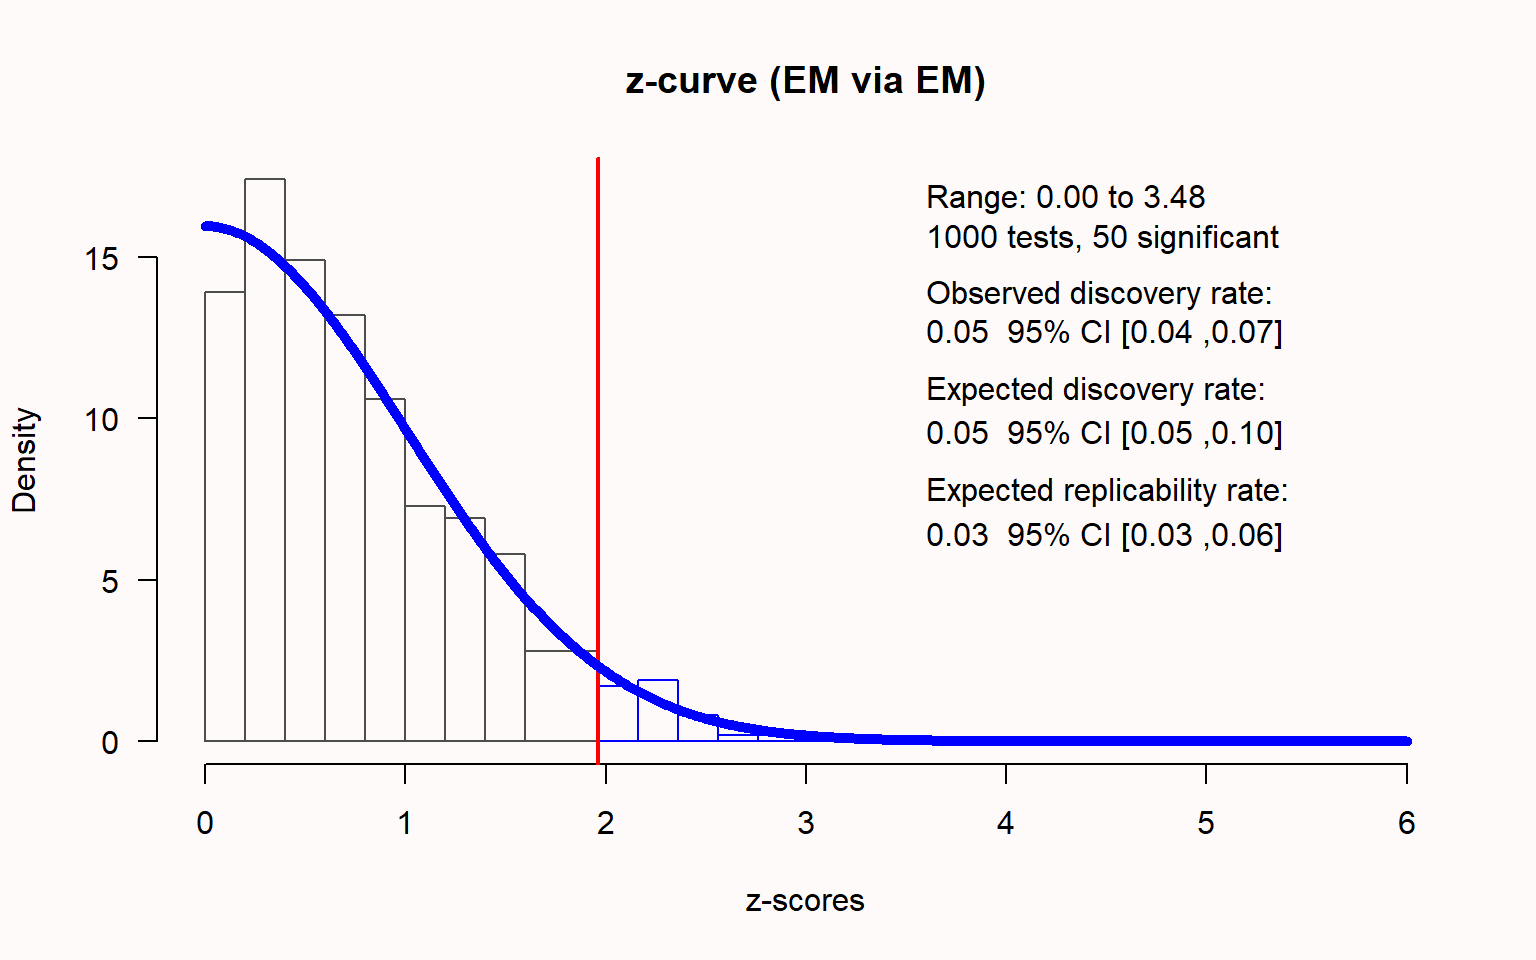 z-curve (EM via EM)
Range: 0.00 to 3.48
1000 tests, 50 significant
Observed discovery rate:
0.05  95% CI [0.04 ,0.07]
Expected discovery rate:
0.05  95% CI [0.05 ,0.10]
Expected replicability rate:
0.03  95% CI [0.03 ,0.06]
Density
15
10
5
0
0 1 2 3 4 5 6
z-scores